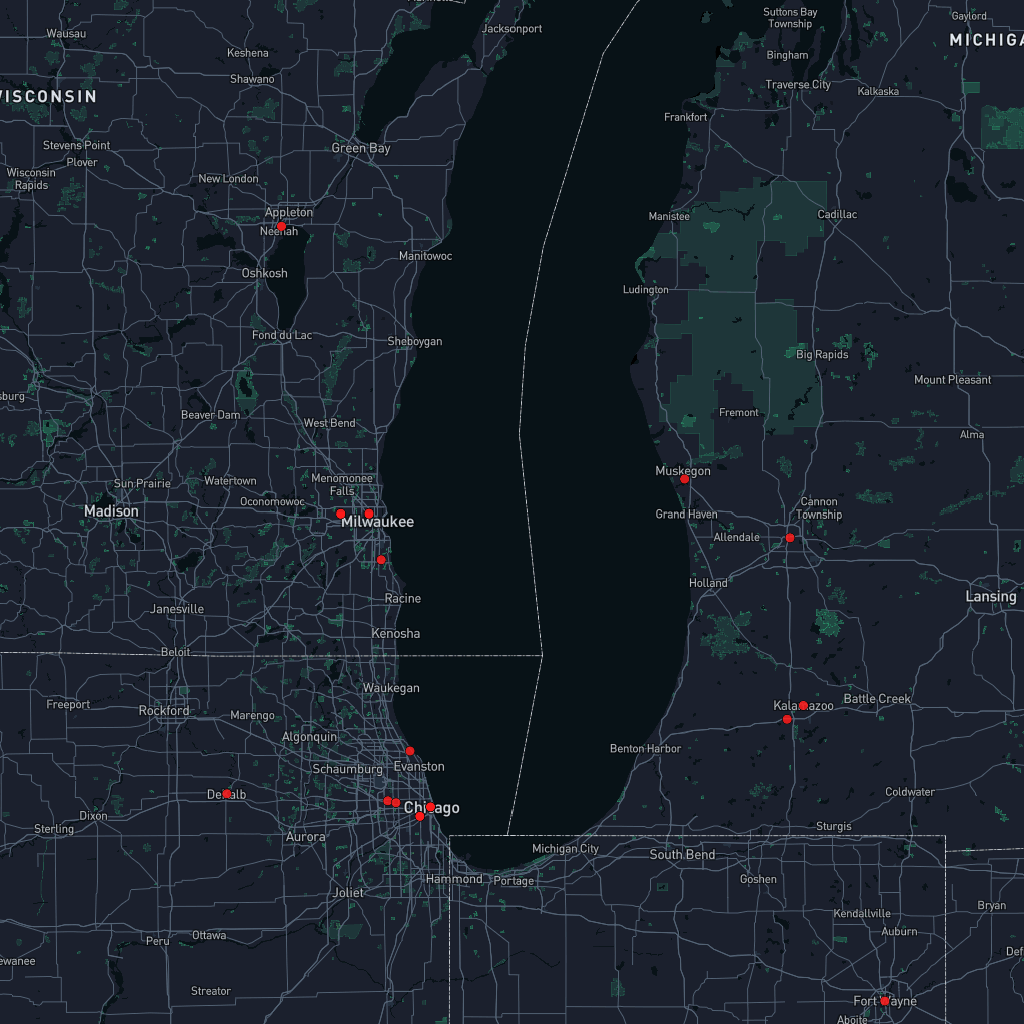 Suttons Bay
Township
Gaylord
Wausau
Jacksonport
MICHIGA
Keshena
Bingham
Shawano
Traverse City
Kalkaska
WISCONSIN
Frankfort
Stevens Point
Plover
Green Bay
Wisconsin
Rapids
New London
Appleton
Manistee
Cadillac
Neenah
Manitowoc
Oshkosh
Ludington
Fond du Lac
Sheboygan
Big Rapids
Mount Pleasant
sburg
Beaver Dam
Fremont
West Bend
Alma
Muskegon
Menomonee
Falls
Sun Prairie
Watertown
Oconomowoc
Cannon
Township
Madison
Milwaukee
Grand Haven
Allendale
Holland
Racine
Lansing
Janesville
Kenosha
Beloit
Waukegan
Battle Creek
Freeport
Rockford
Marengo
Kalamazoo
Algonquin
Benton Harbor
Schaumburg
Evanston
DeKalb
Coldwater
Chicago
Dixon
Sterling
Aurora
Sturgis
Michigan City
South Bend
Hammond
Portage
Goshen
Joliet
Bryan
Kendallville
Auburn
Peru
Ottawa
Def
ewanee
Streator
Fort Wayne
Aboite